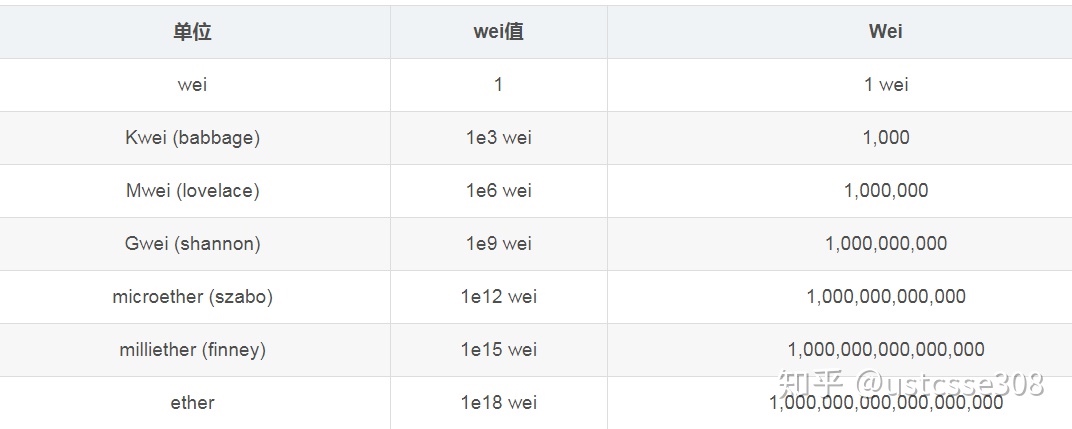 单位 wei值 Wei
wei 1 1 wei
Kwei (babbage) 1e3 wei 1,000
Mwei (lovelace) 1e6 wei 1,000,000
Gwei (shannon) 1e9 wei 1,000,000,000
microether (szabo) 1e12 wei 1,000,000,000,000
milliether (finney) 1e15 wei 1,000,000,000,000,000
知乎 @ustcsse308
ether 1e18 wei 1,000,000,000,000,000,000